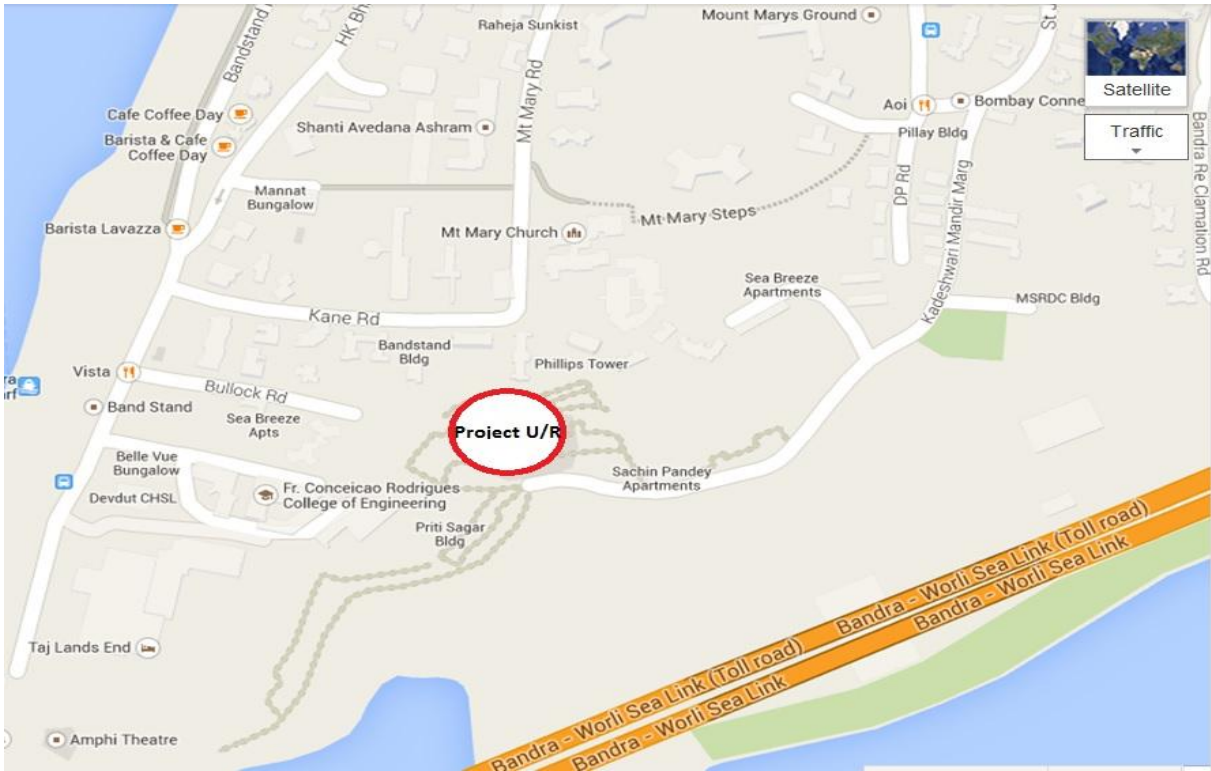 Bandstand
HK Bh
Raheja Sunkist
Mount Marys Ground
St
Satellite
Traffic
Cafe Coffee Day
Barista & Cafe
Coffee Day
Shanti Avedana Ashram
Mt Mary Rd
Aoi
Bombay Conne
Pillay Bldg
Bandra Re Clamation Rd
Mannat
Bungalow
DP Rd
Barista Lavazza
Mt Mary Church
Mt Mary Steps
Kadeshwari Mandir Marg
Sea Breeze
Apartments
MSRDC Bldg
Kane Rd
Bandstand
Bldg
Phillips Tower
Vista
Bullock Rd
Band Stand
Sea Breeze
Apts
Project U/R
Belle Vue
Bungalow
Devdut CHSL
Fr. Conceicao Rodrigues
College of Engineering
Sachin Pandey
Apartments
Priti Sagar
Bldg
Bandra - Worli Sea Link (Toll road)
Bandra - Worli Sea Link
Taj Lands End
Bandra - Worli Sea Link (Toll road)
Bandra - Worli Sea Link
Amphi Theatre